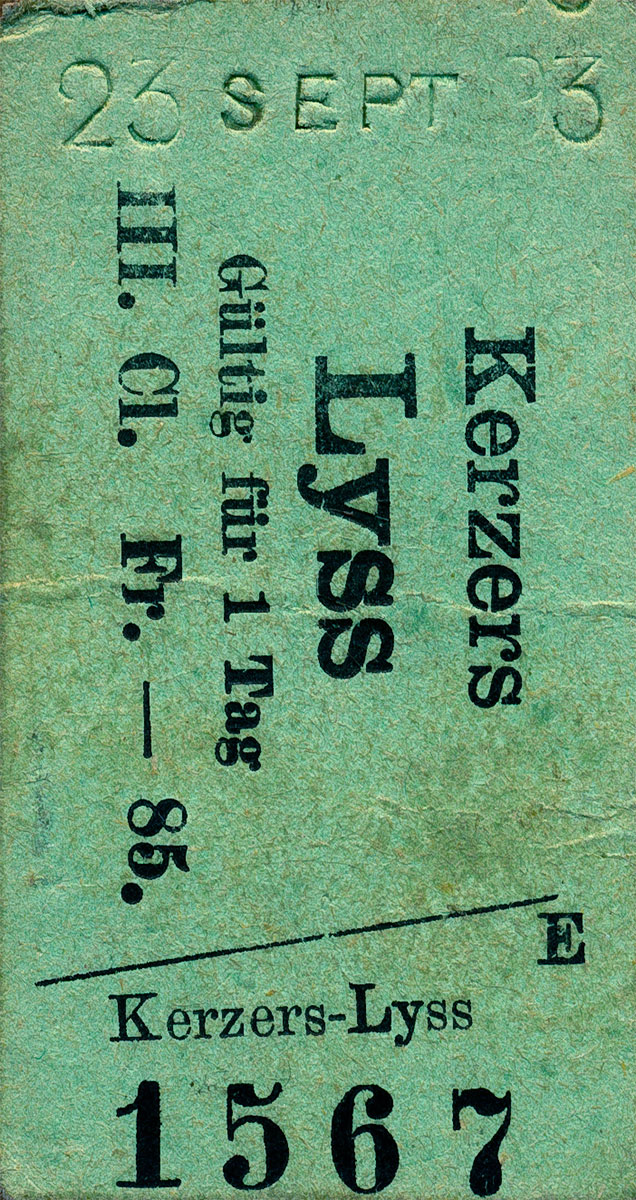 23 SEPT 93
Kerzers
Lyss
Gültig für 1 Tag
III. Cl. Fr. — 85.
E
Kerzers-Lyss
1567